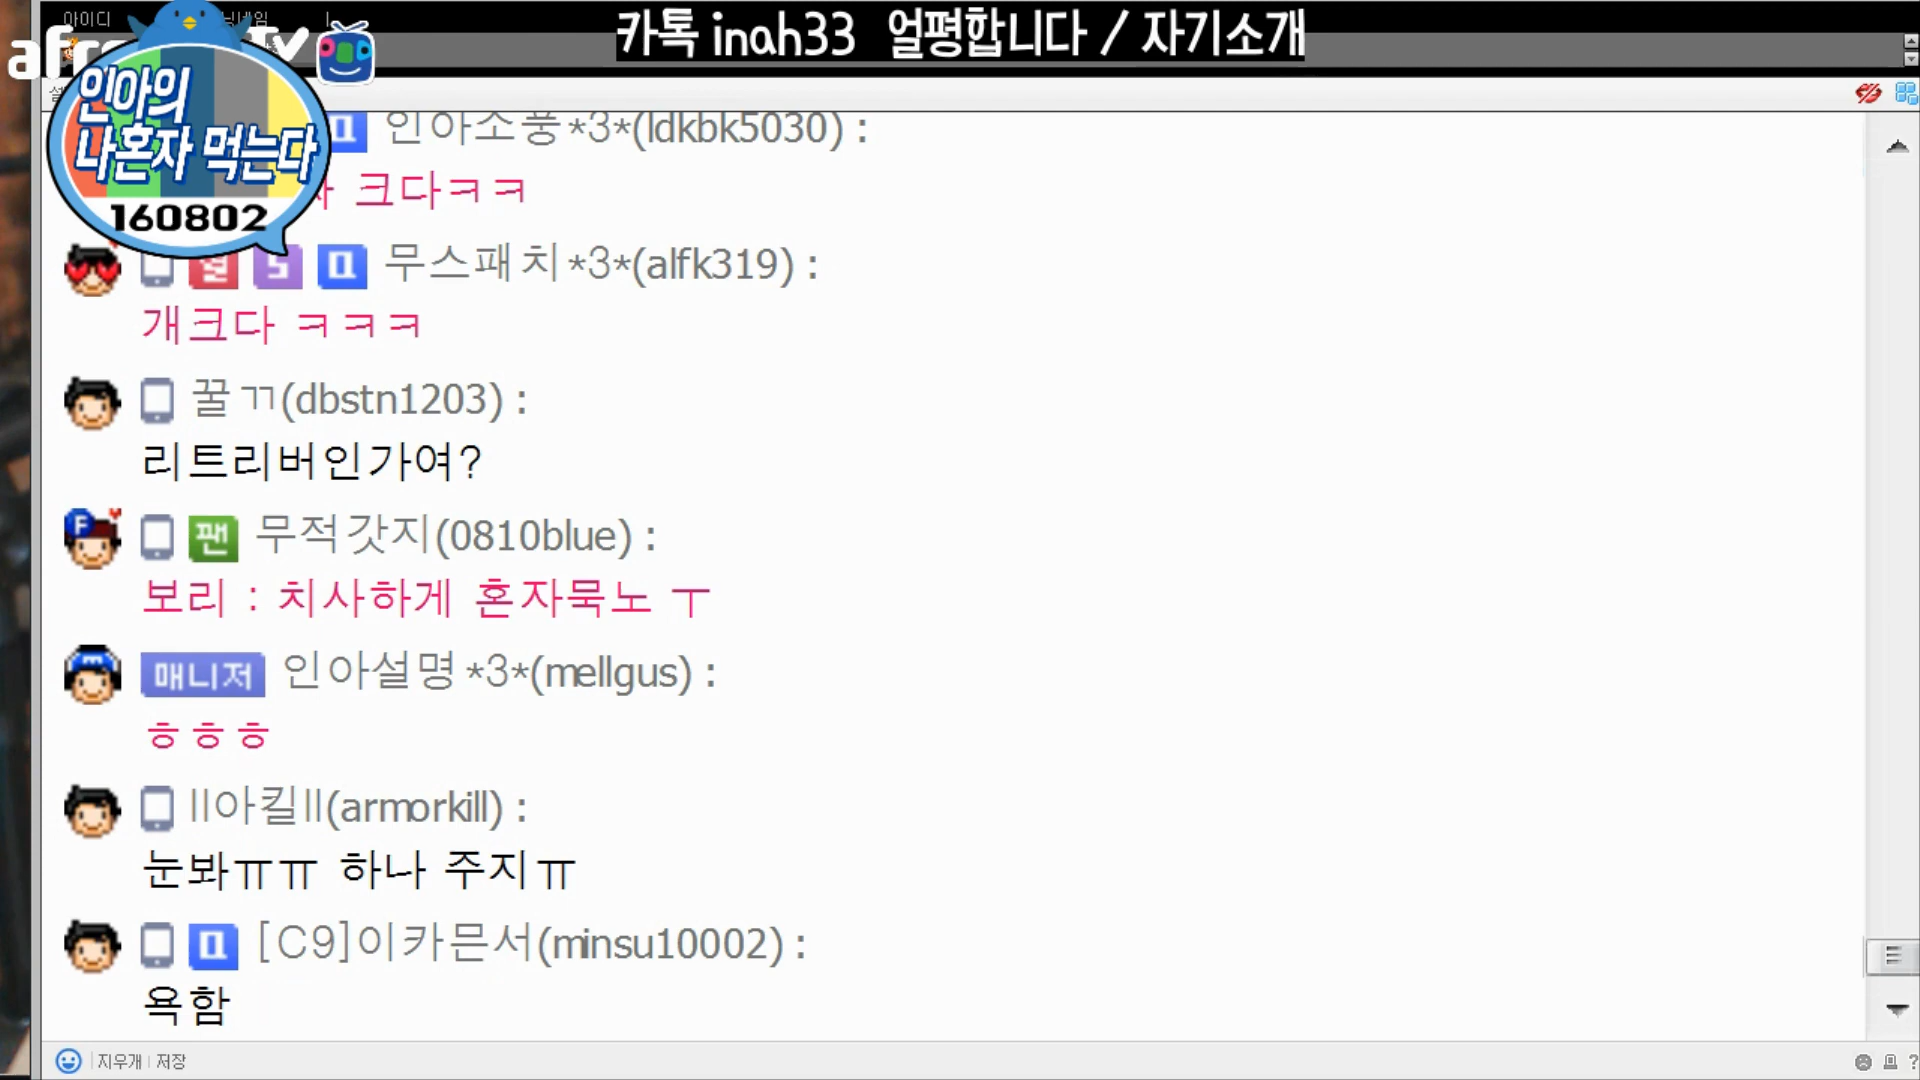 아이디
카톡 inah33 얼평합니다 / 자기소개
인아의
나혼자 먹는다
160802
인아소풍*3*(ldkbk5030) :
크다ㅋㅋ
월 5 무스패치*3*(alfk319) :
개크다 ㅋㅋㅋ
꿀ㄲ(dbstn1203) :
리트리버인가여?
F 팬 무적갓지(0810blue) :
보리 : 치사하게 혼자묵노 ㅜ
매니저 인아설명*3*(mellgus) :
ㅎㅎㅎ
||아킬||(armorkill) :
눈봐ㅠㅠ 하나 주지ㅠ
[C9]이카믄서(minsu10002) :
욕함
지우개 저장